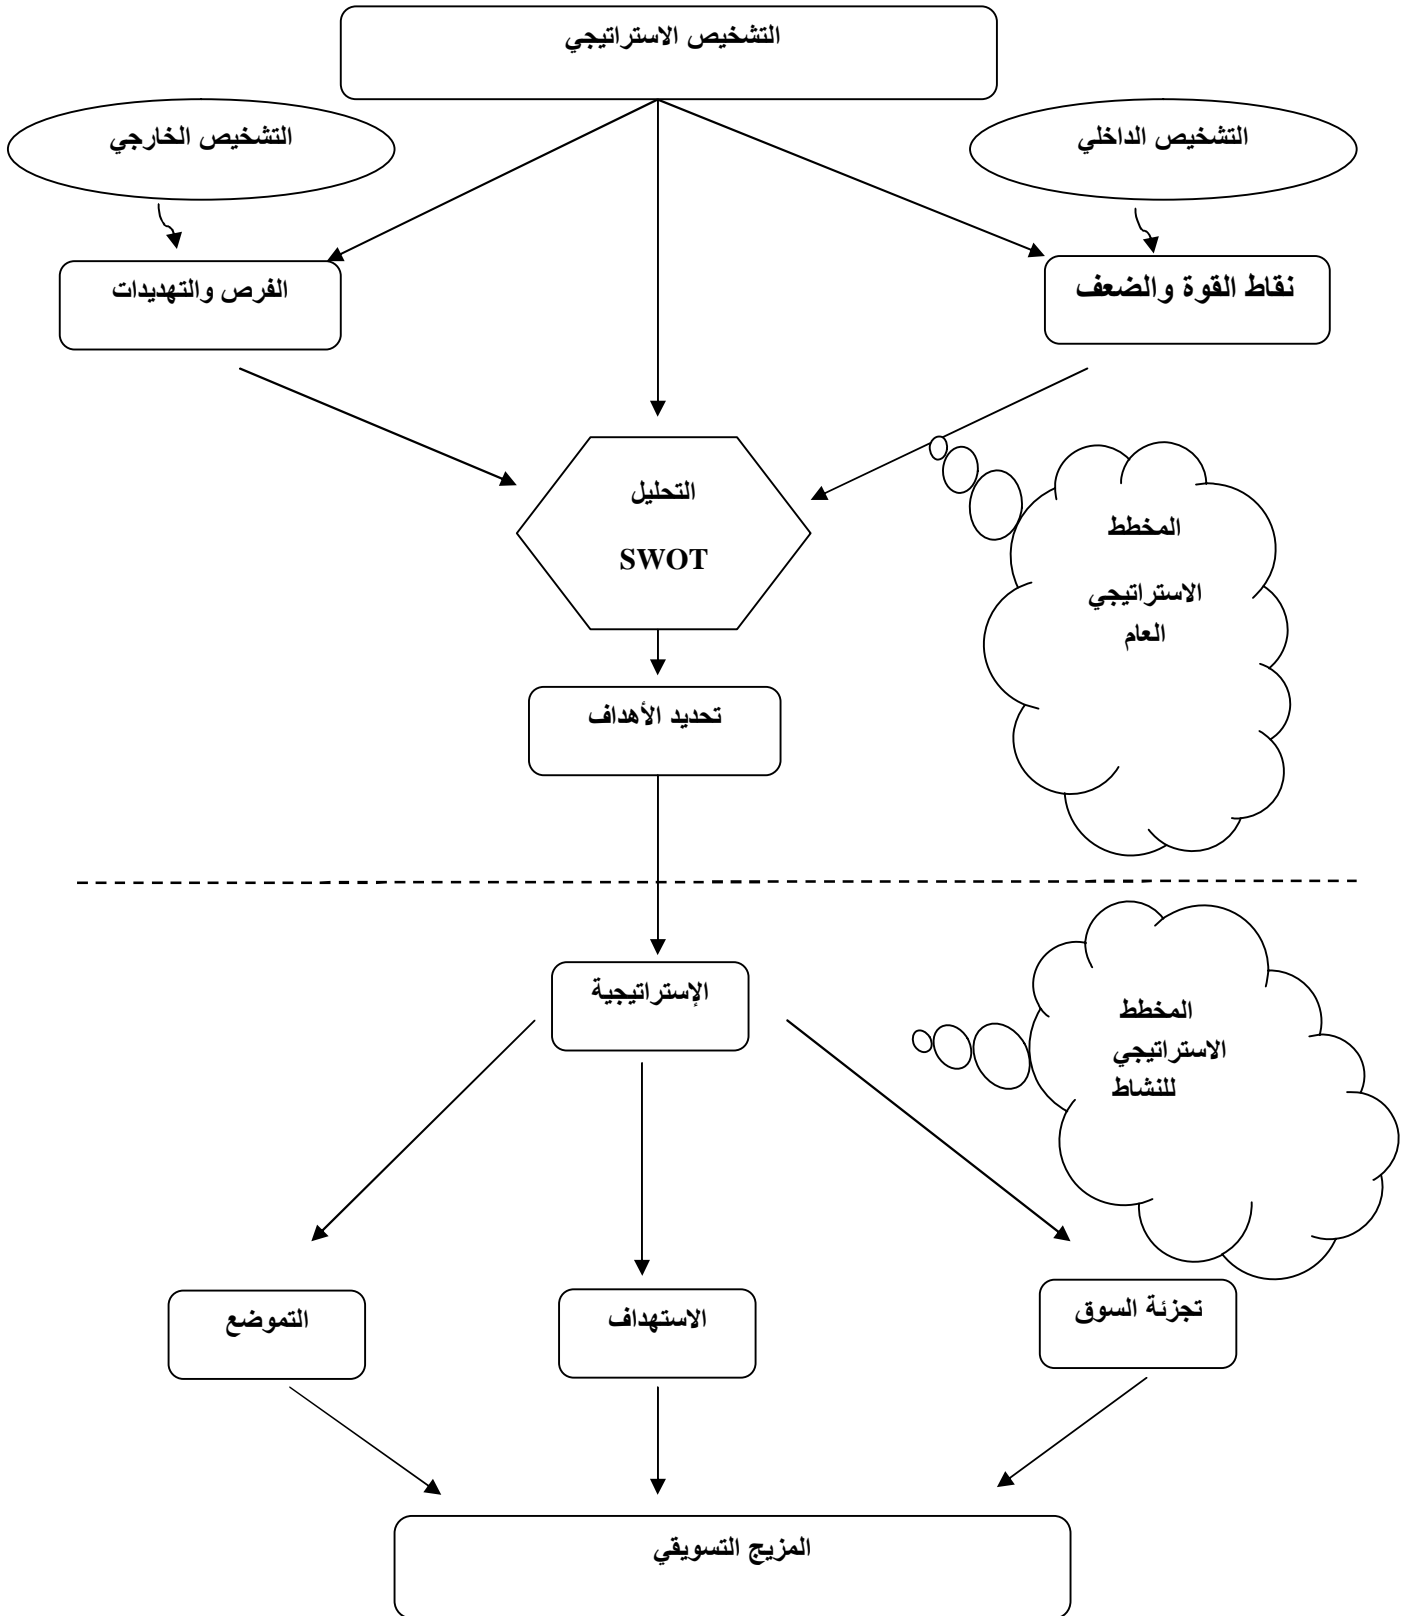 التشخيص الاستراتيجي
التشخيص الداخلي
التشخيص الخارجي
نقاط القوة والضعف
الفرص والتهديدات
التحليل
SWOT
المخطط
الاستراتيجي
العام
تحديد الأهداف
الإستراتيجية
المخطط
الاستراتيجي
للنشاط
تجزئة السوق
الاستهداف
التموضع
المزيج التسويقي